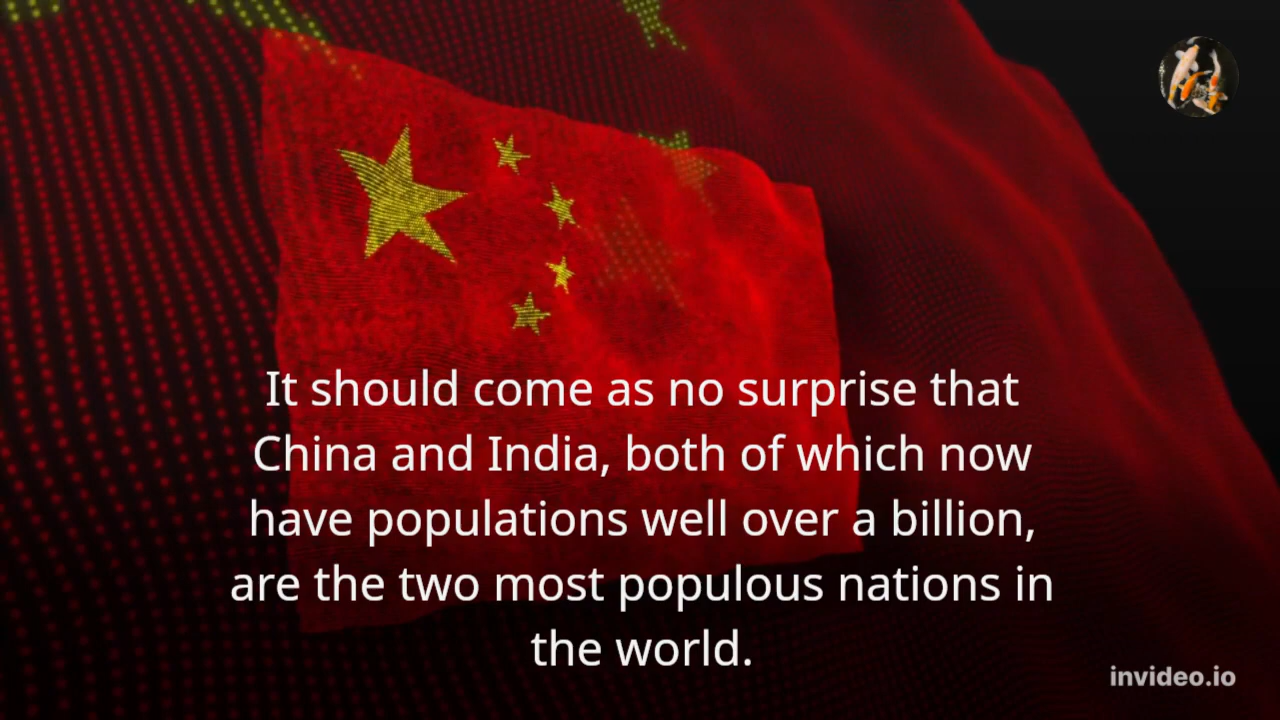 It should come as no surprise that
China and India, both of which now
have populations well over a billion,
are the two most populous nations in
the world.
invideo.io